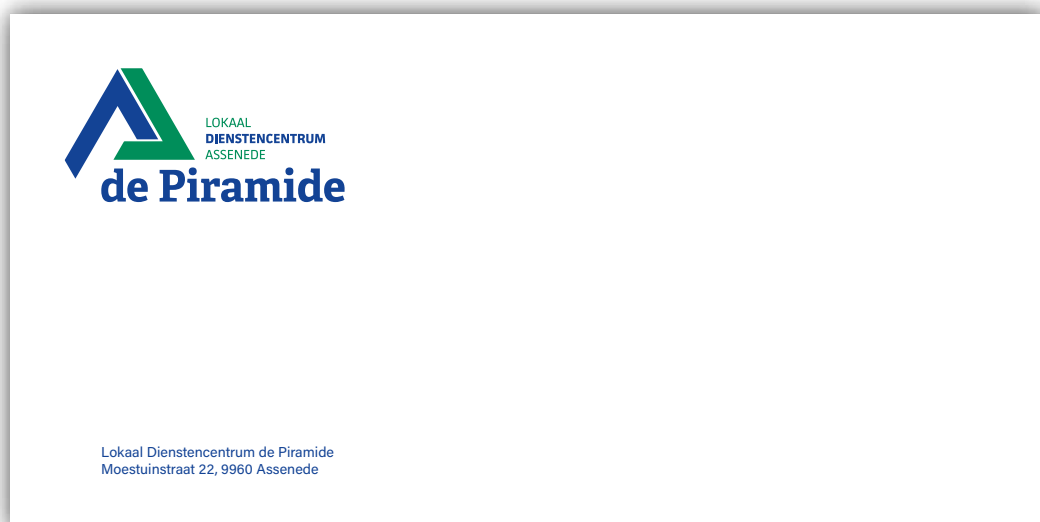 LOKAAL
DIENSTENCENTRUM
ASSENEDE
de Piramide
Lokaal Dienstencentrum de Piramide
Moestuinstraat 22, 9960 Assenede